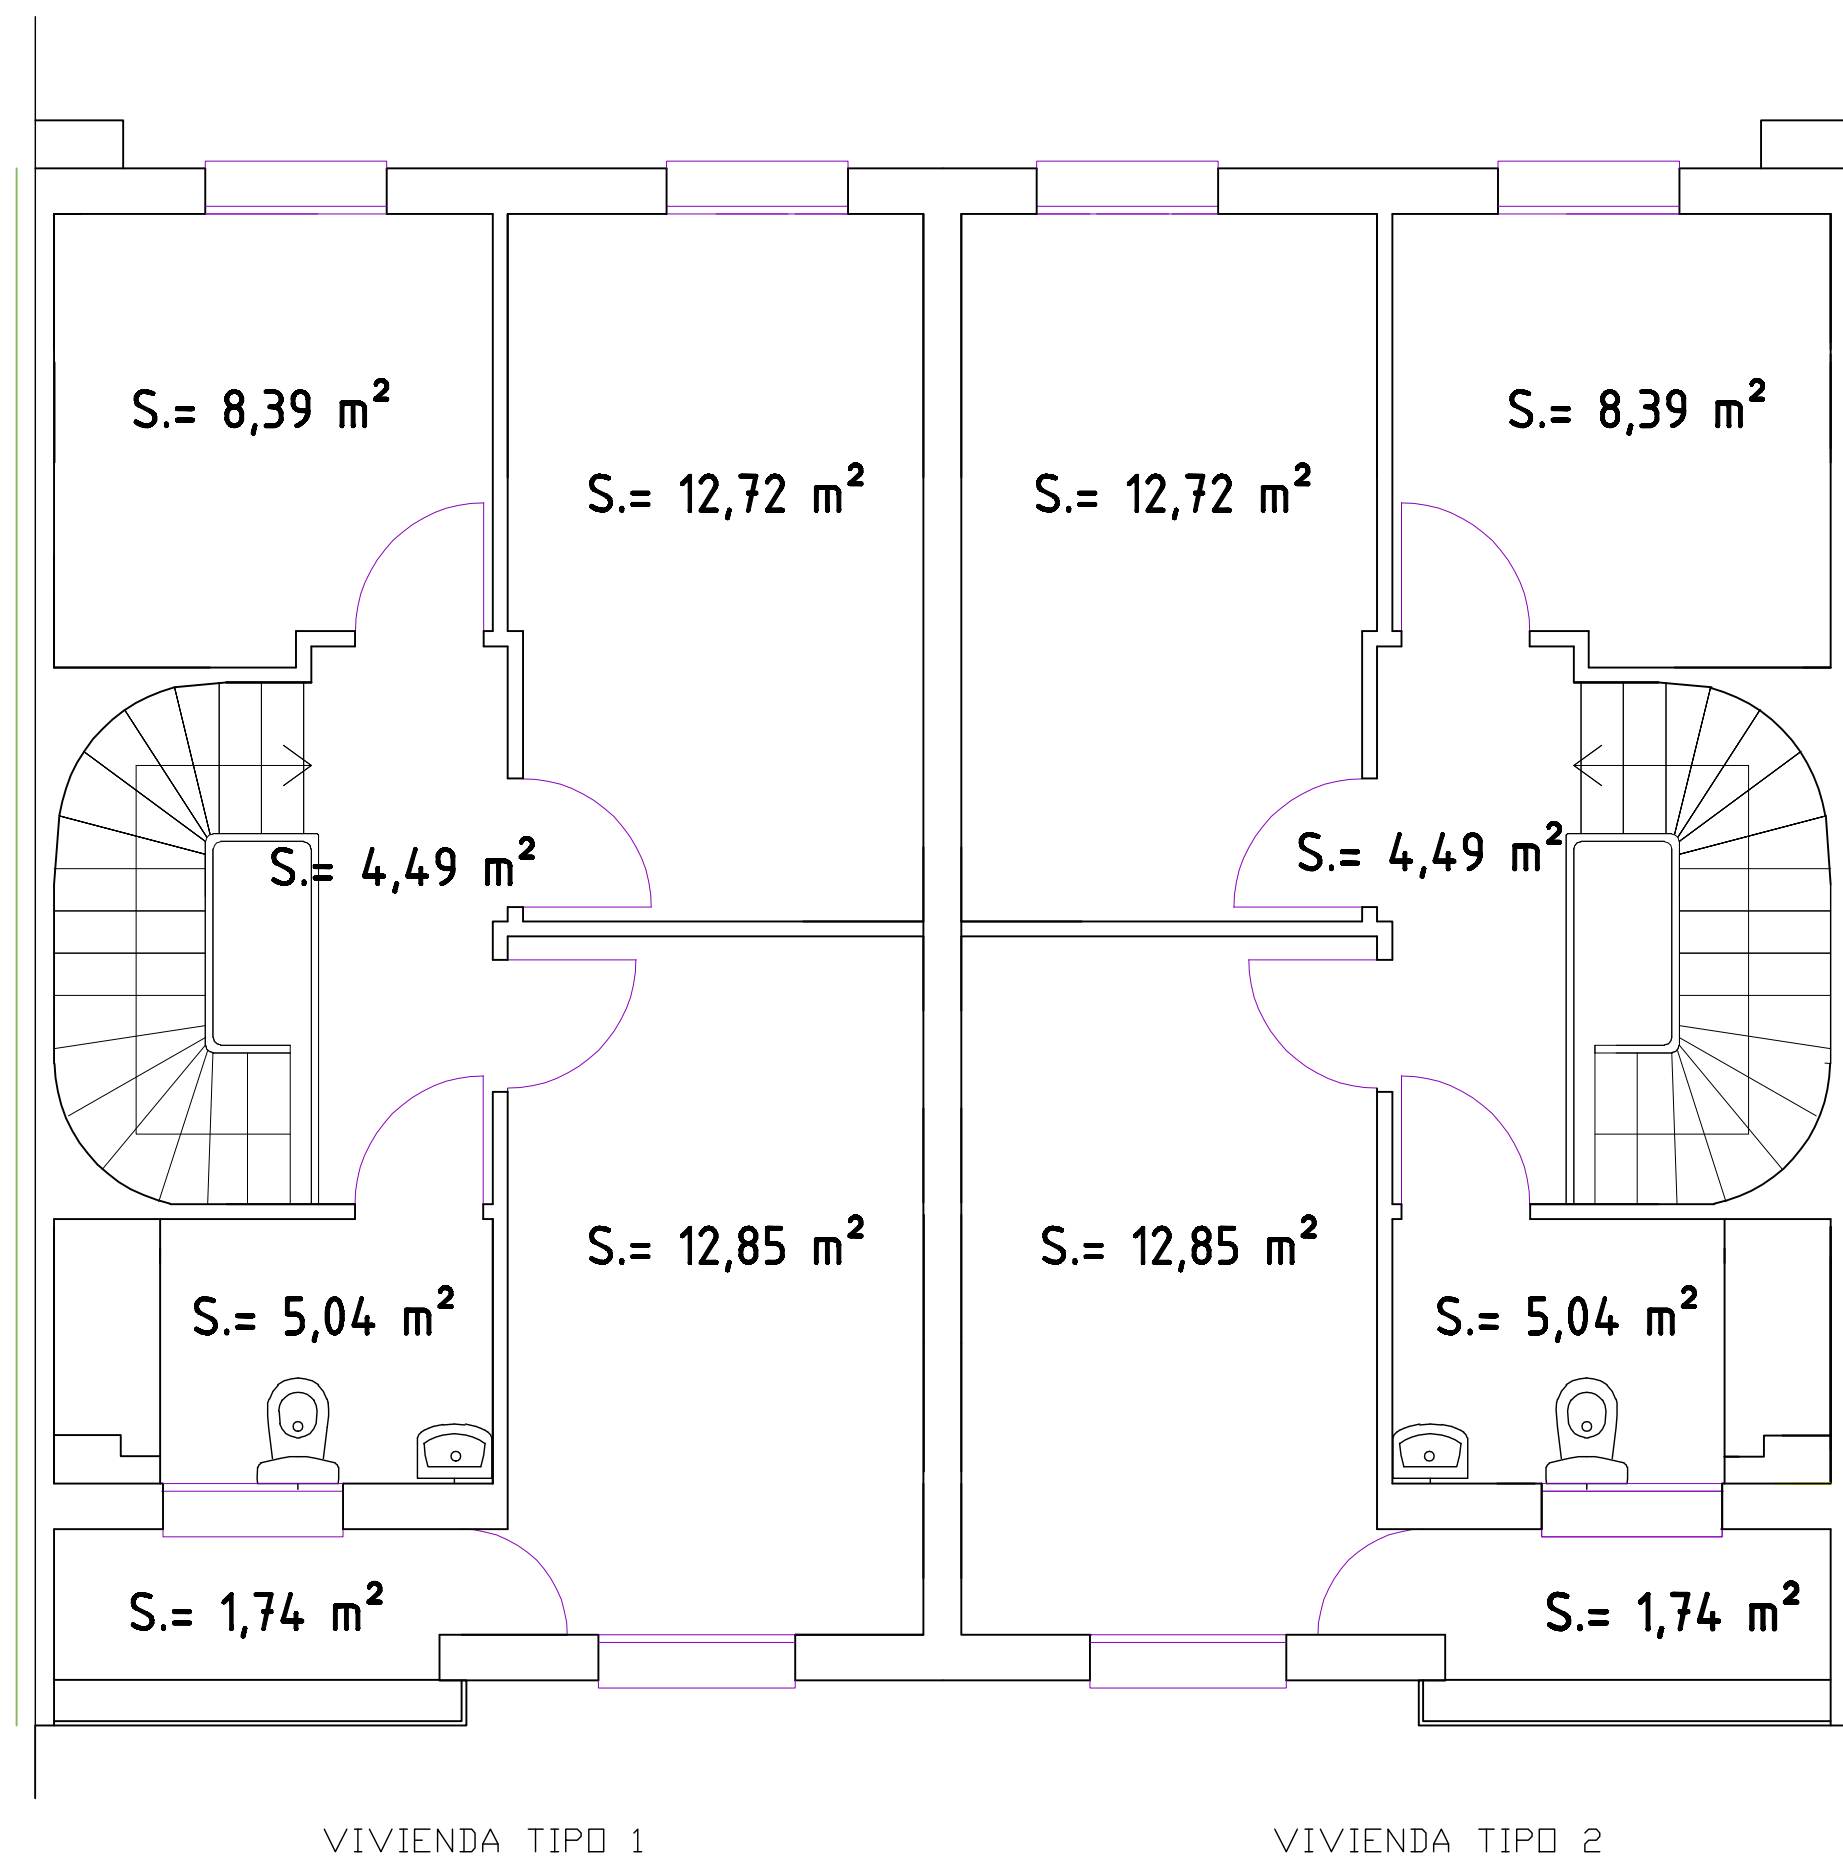 S.= 8,39 m²
S.= 8,39 m²
S.= 12,72 m²
S.= 12,72 m²
S.= 4,49 m²
S.= 4,49 m²
S.= 12,85 m²
S.= 12,85 m²
S.= 5,04 m²
S.= 5,04 m²
S.= 1,74 m²
S.= 1,74 m²
VIVIENDA TIPO 1
VIVIENDA TIPO 2